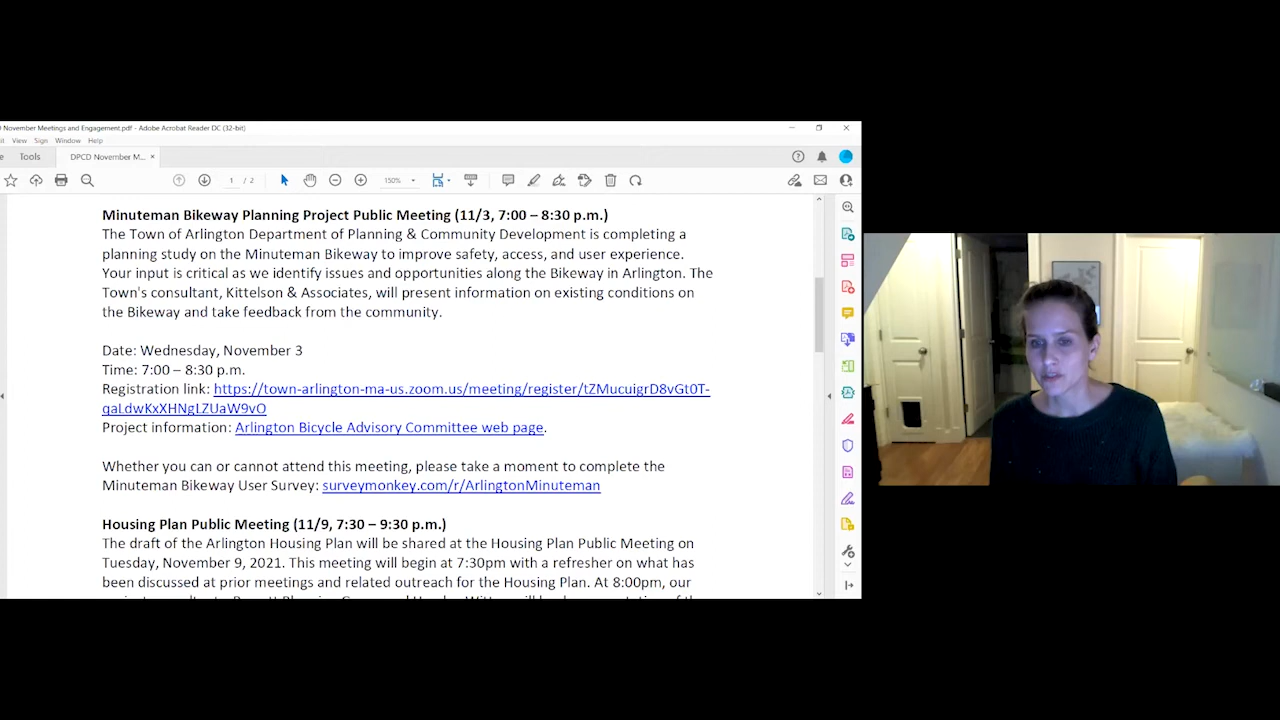 November Meetings and Engagement.pdf - Adobe Acrobat Reader DC (32-bit)
View Sign Window Help
Tools DPCD November M... ×
1 / 2 150%
Minuteman Bikeway Planning Project Public Meeting (11/3, 7:00 – 8:30 p.m.)
The Town of Arlington Department of Planning & Community Development is completing a
planning study on the Minuteman Bikeway to improve safety, access, and user experience.
Your input is critical as we identify issues and opportunities along the Bikeway in Arlington. The
Town's consultant, Kittelson & Associates, will present information on existing conditions on
the Bikeway and take feedback from the community.
Date: Wednesday, November 3
Time: 7:00 – 8:30 p.m.
Registration link: https://town-arlington-ma-us.zoom.us/meeting/register/tZMucuigrD8vGt0T-
qaLdwKxXHNgLZUaW9vO
Project information: Arlington Bicycle Advisory Committee web page.
Whether you can or cannot attend this meeting, please take a moment to complete the
Minuteman Bikeway User Survey: surveymonkey.com/r/ArlingtonMinuteman
Housing Plan Public Meeting (11/9, 7:30 – 9:30 p.m.)
The draft of the Arlington Housing Plan will be shared at the Housing Plan Public Meeting on
Tuesday, November 9, 2021. This meeting will begin at 7:30pm with a refresher on what has
been discussed at prior meetings and related outreach for the Housing Plan. At 8:00pm, our